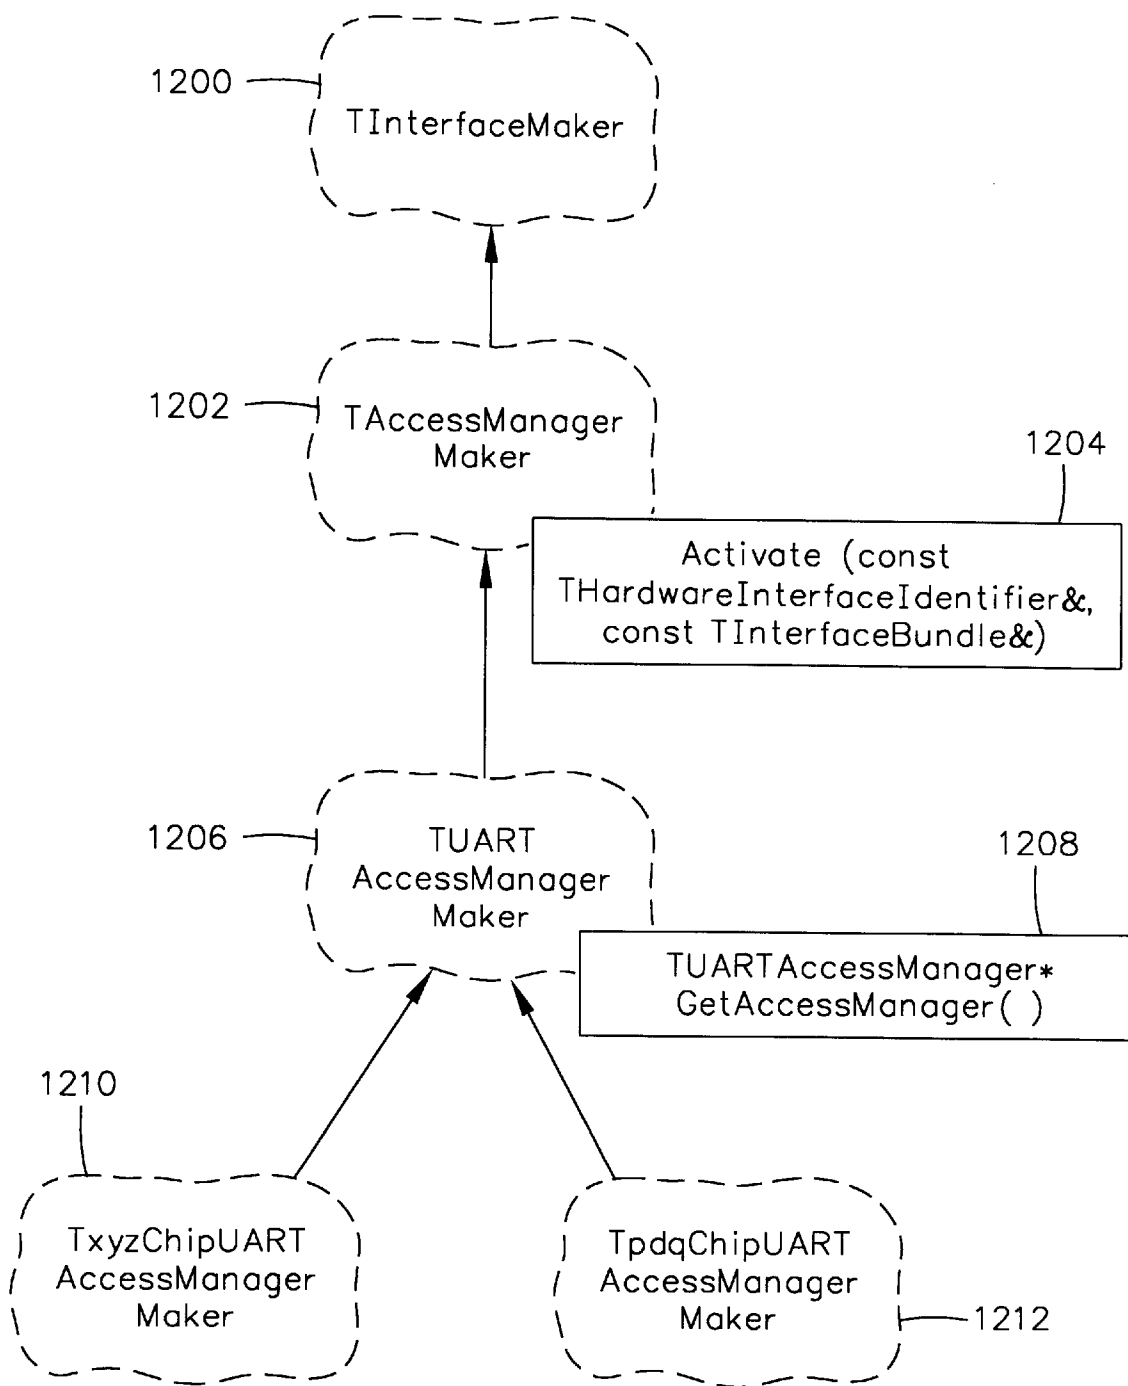 1200
TInterfaceMaker
1202
TAccessManager
Maker
1204
Activate (const
THardwareInterfaceIdentifier&,
const TInterfaceBundle&)
1206
TUART
AccessManager
Maker
1208
TUARTAccessManager*
GetAccessManager( )
1210
TxyzChipUART
AccessManager
Maker
TpdqChipUART
AccessManager
Maker
1212